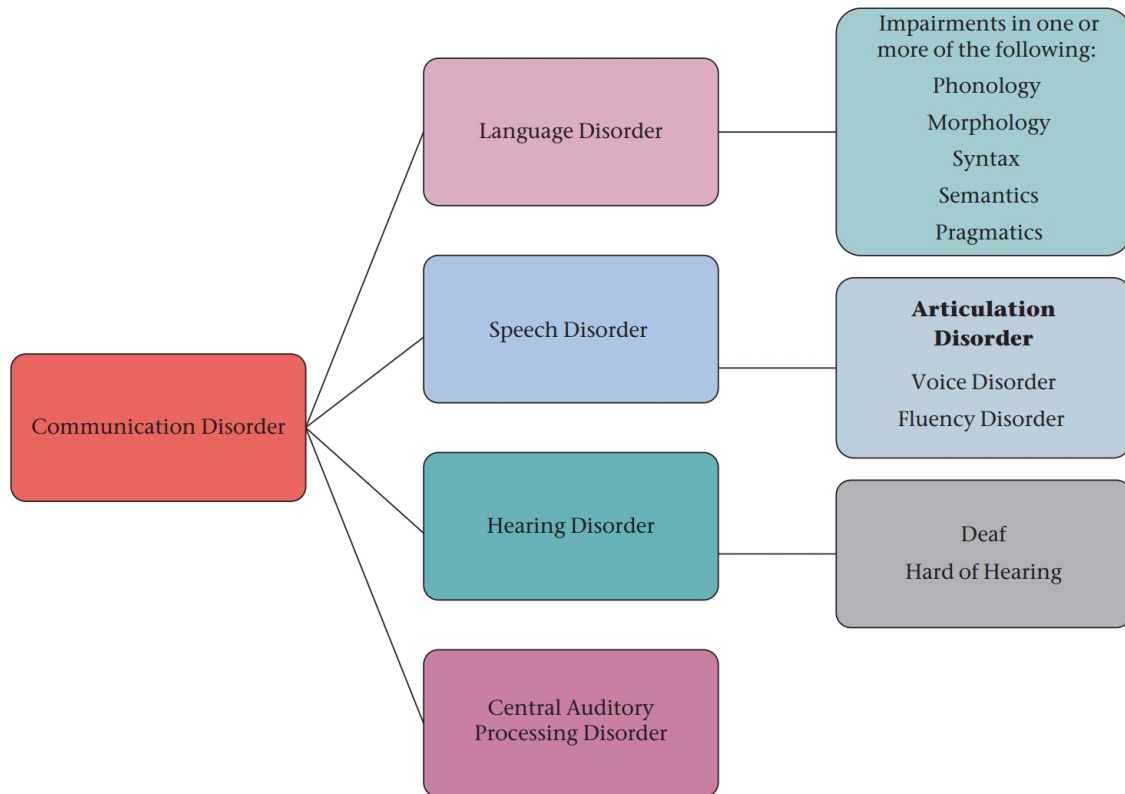 Communication Disorder
Language Disorder
Impairments in one or
more of the following:
Phonology
Morphology
Syntax
Semantics
Pragmatics
Speech Disorder
Articulation
Disorder
Voice Disorder
Fluency Disorder
Hearing Disorder
Deaf
Hard of Hearing
Central Auditory
Processing Disorder